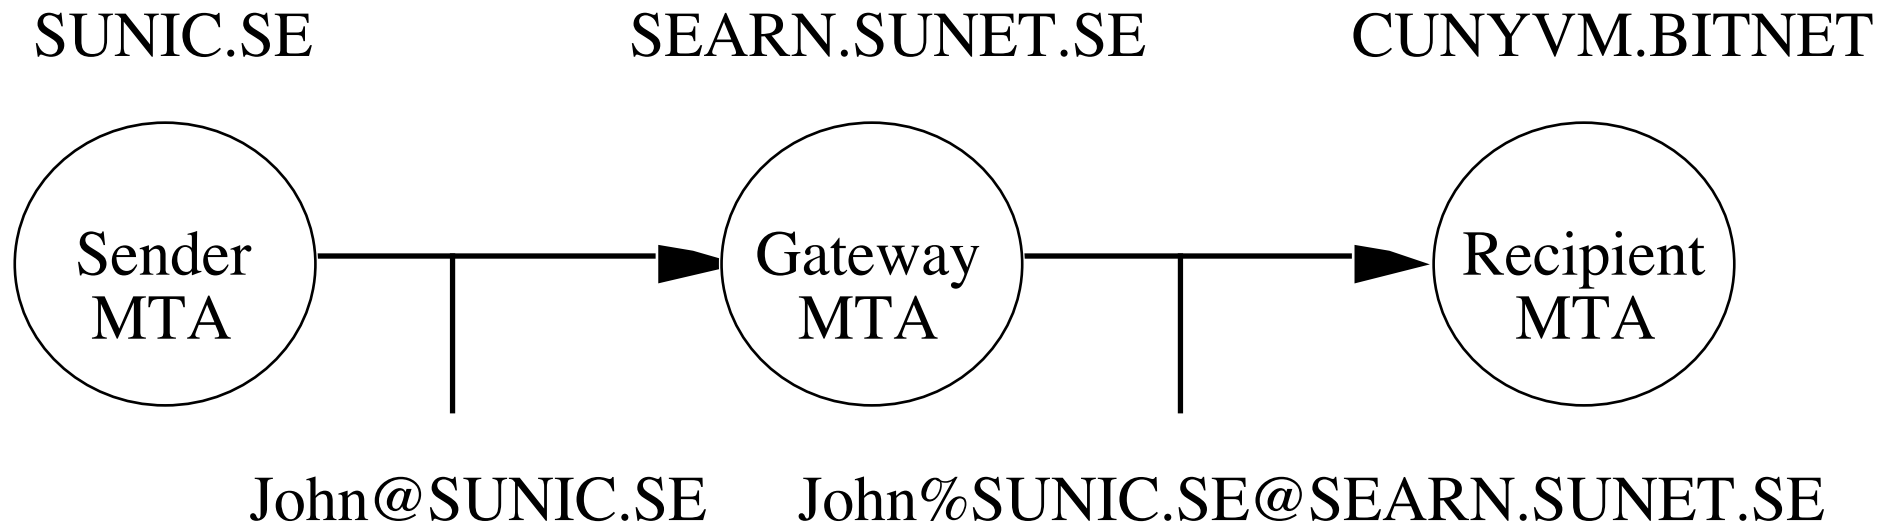 SUNIC.SE
SEARN.SUNET.SE
CUNYVM.BITNET
Sender
MTA
Gateway
MTA
Recipient
MTA
John@SUNIC.SE
John%SUNIC.SE@SEARN.SUNET.SE